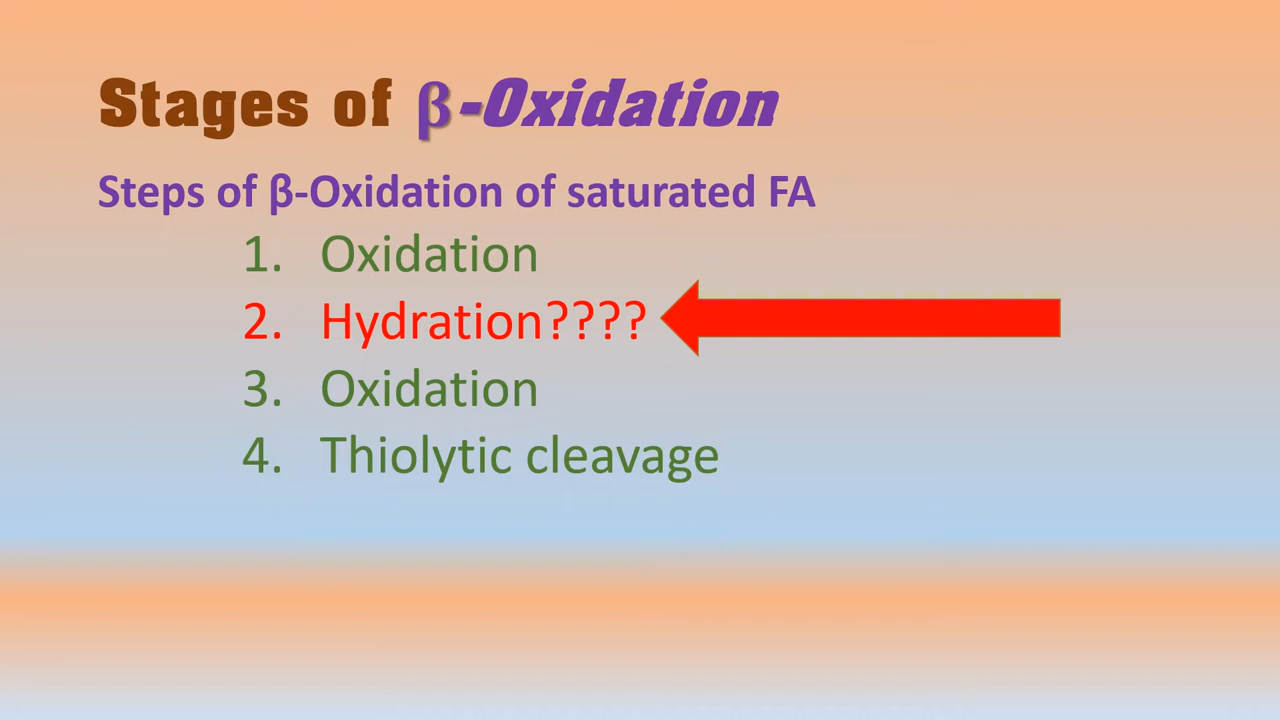 Stages of β-Oxidation
Steps of β-Oxidation of saturated FA
1. Oxidation
2. Hydration????
3. Oxidation
4. Thiolytic cleavage